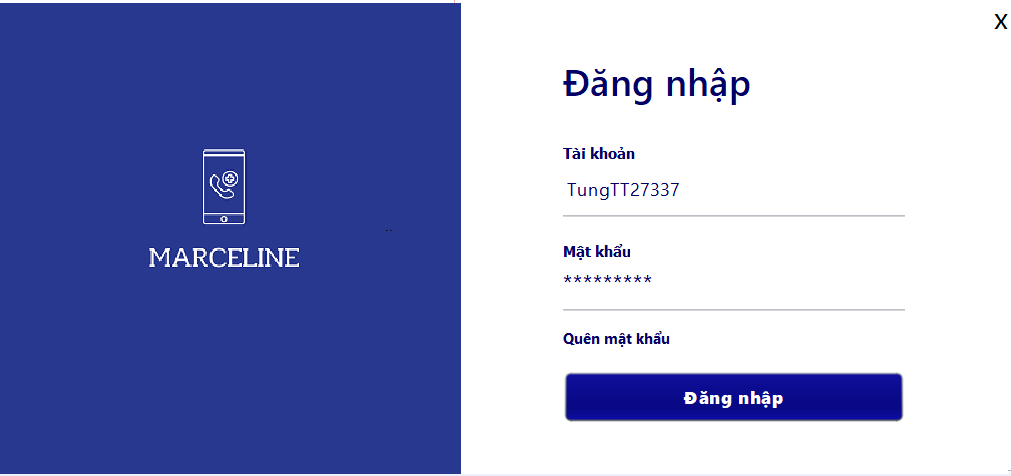 X
MARCELINE
Đăng nhập
Tài khoản
TungTT27337
Mật khẩu
*********
Quên mật khẩu
Đăng nhập